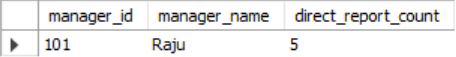 manager_id manager_name direct_report_count
101 Raju 5